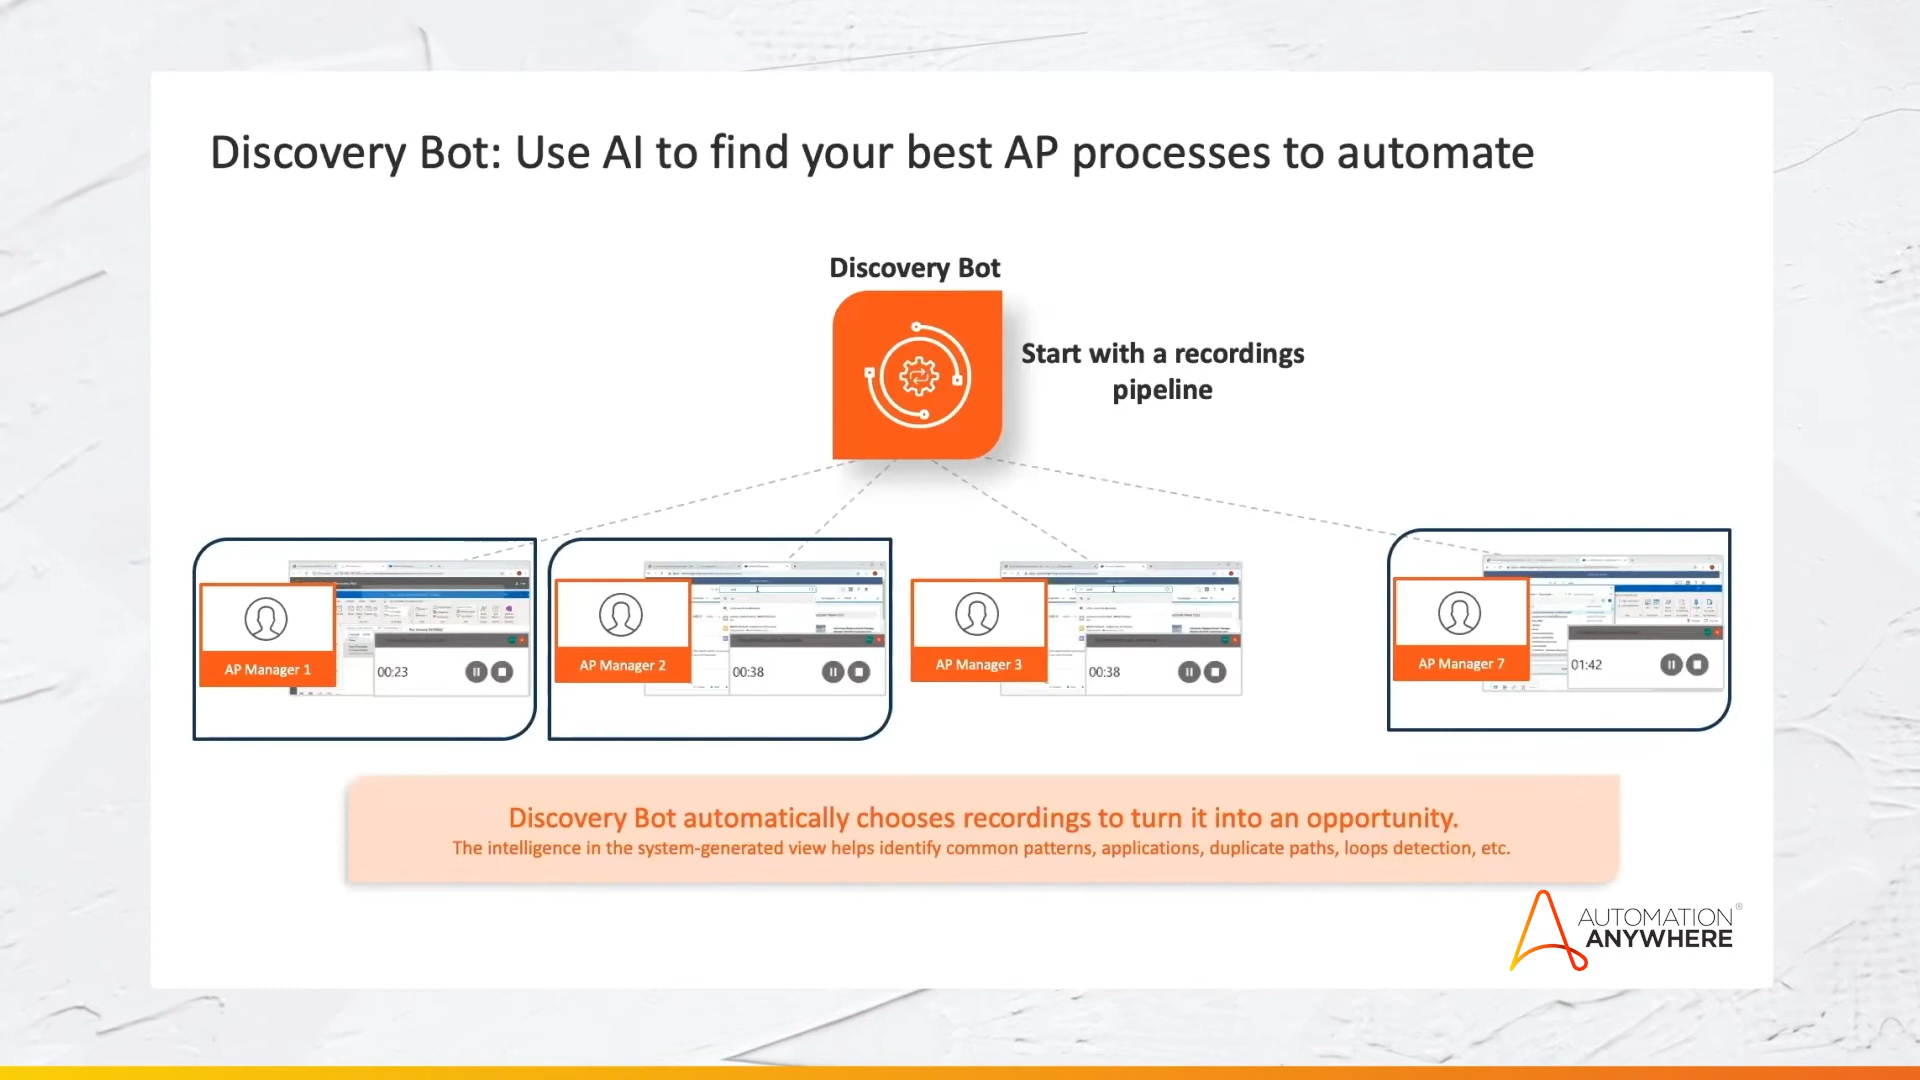 Discovery Bot: Use AI to find your best AP processes to automate
Discovery Bot
Start with a recordings
pipeline
AP Manager 1
00:23
AP Manager 2
00:38
AP Manager 3
00:38
AP Manager 7
01:42
Discovery Bot automatically chooses recordings to turn it into an opportunity.
The intelligence in the system-generated view helps identify common patterns, applications, duplicate paths, loops detection, etc.
AUTOMATION®
ANYWHERE